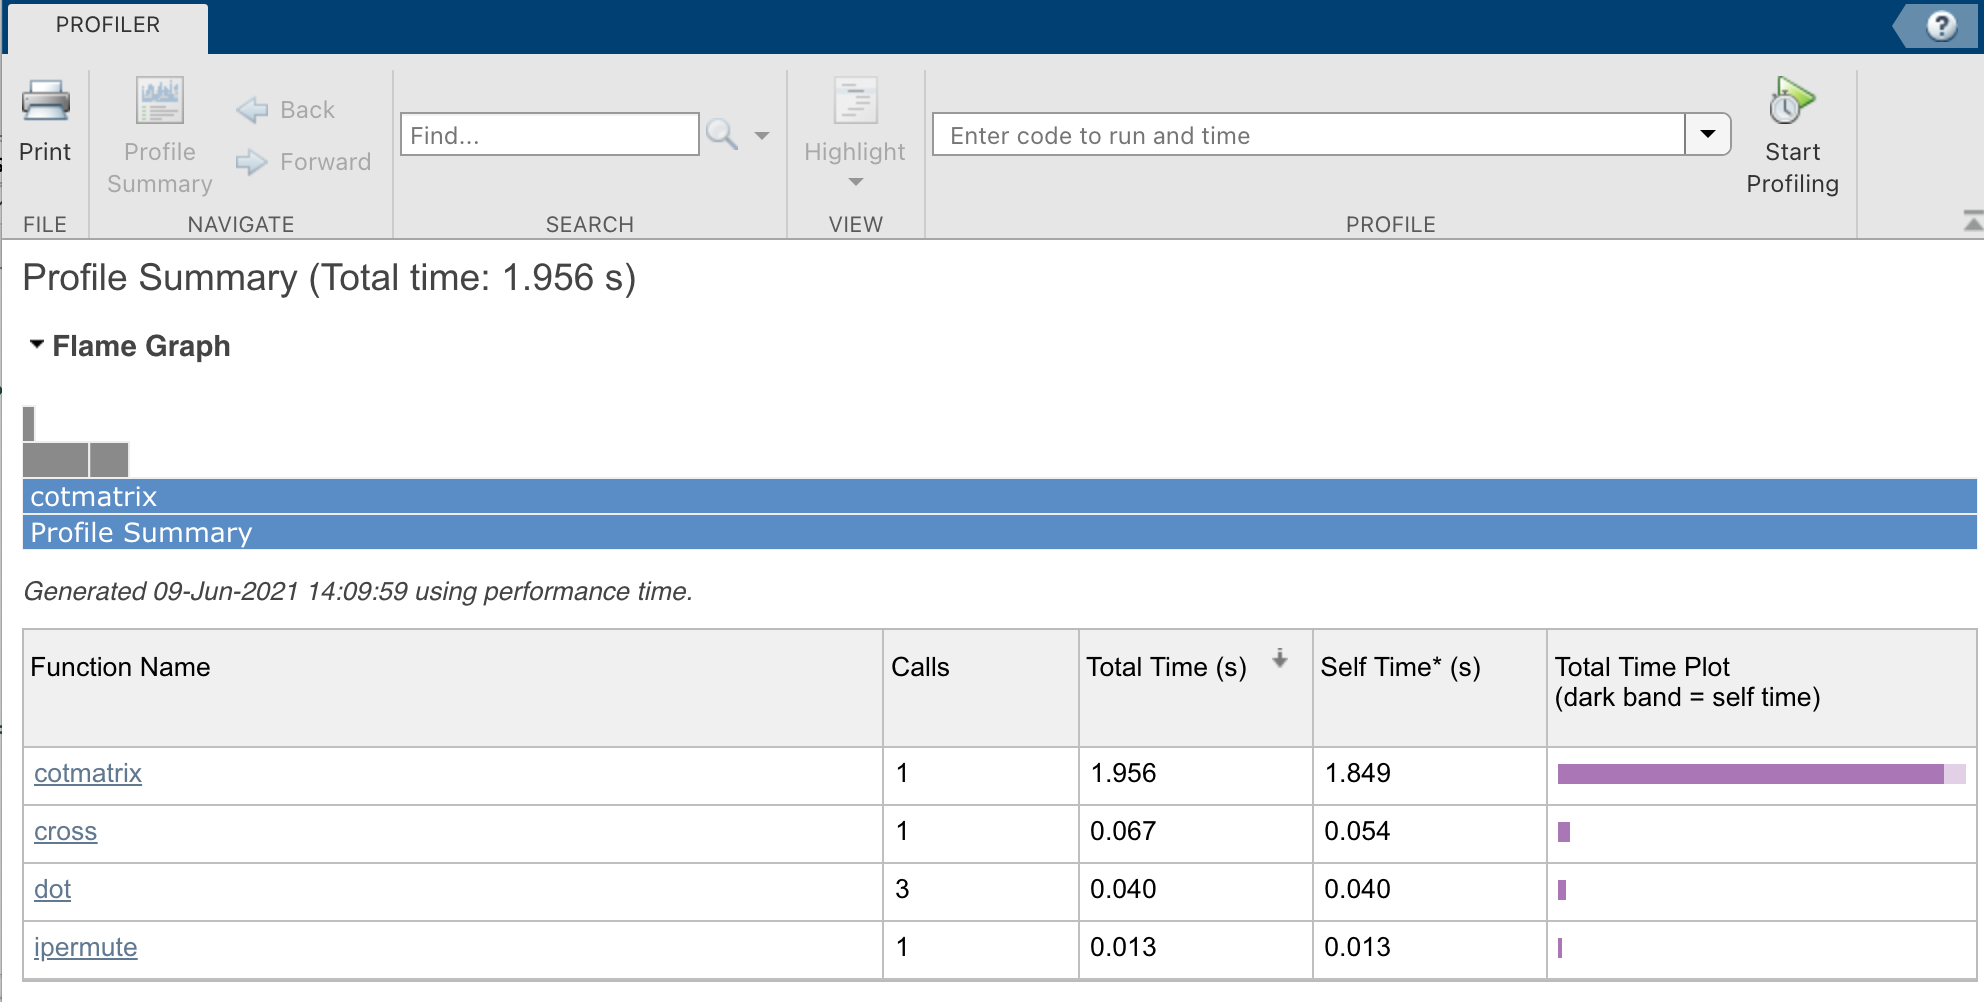 PROFILER
?
Print
Profile
Summary
Back
Forward
Find...
Highlight
Enter code to run and time
Start
Profiling
FILE
NAVIGATE
SEARCH
VIEW
PROFILE
Profile Summary (Total time: 1.956 s)
Flame Graph
cotmatrix
Profile Summary
Generated 09-Jun-2021 14:09:59 using performance time.
Function Name Calls Total Time (s) Self Time* (s) Total Time Plot
(dark band = self time)
cotmatrix 1 1.956 1.849
cross 1 0.067 0.054
dot 3 0.040 0.040
ipermute 1 0.013 0.013